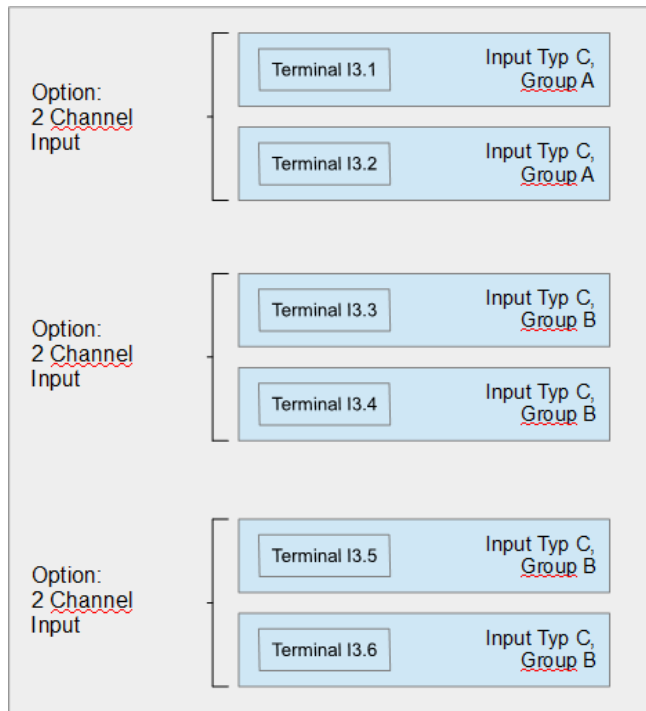 Option:
2 Channel
Input
Terminal I3.1
Input Typ C,
Group A
Terminal I3.2
Input Typ C,
Group A
Option:
2 Channel
Input
Terminal I3.3
Input Typ C,
Group B
Terminal I3.4
Input Typ C,
Group B
Option:
2 Channel
Input
Terminal I3.5
Input Typ C,
Group B
Terminal I3.6
Input Typ C,
Group B